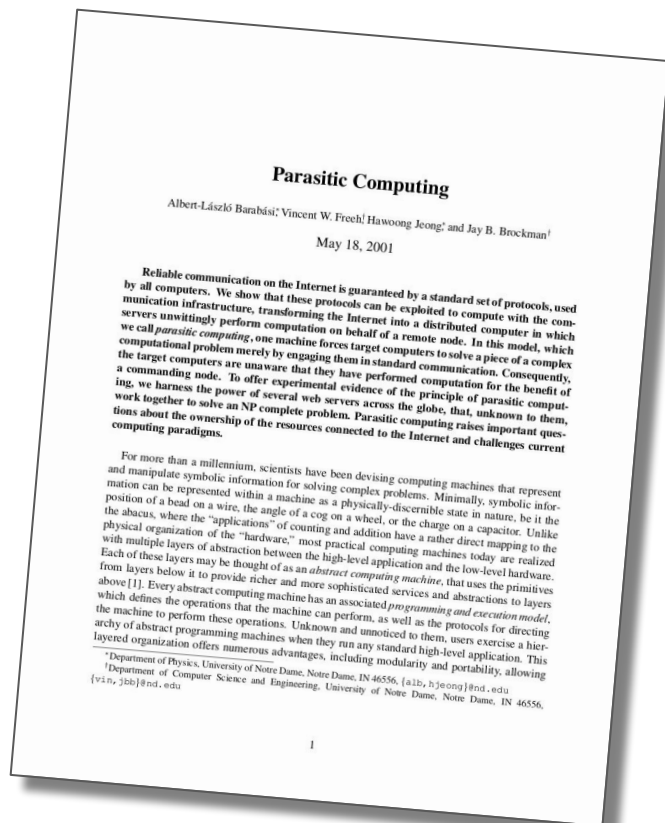 Parasitic Computing
Albert-László Barabási,* Vincent W. Freeh,† Hawoong Jeong,* and Jay B. Brockman†
May 18, 2001
Reliable communication on the Internet is guaranteed by a standard set of protocols, used
by all computers. We show that these protocols can be exploited to compute with the com-
munication infrastructure, transforming the Internet into a distributed computer in which
servers unwittingly perform computation on behalf of a remote node. In this model, which
we call parasitic computing, one machine forces target computers to solve a piece of a complex
computational problem merely by engaging them in standard communication. Consequently,
the target computers are unaware that they have performed computation for the benefit of
a commanding node. To offer experimental evidence of the principle of parasitic comput-
ing, we harness the power of several web servers across the globe, that, unknown to them,
work together to solve an NP complete problem. Parasitic computing raises important ques-
tions about the ownership of the resources connected to the Internet and challenges current
computing paradigms.
For more than a millennium, scientists have been devising computing machines that represent
and manipulate symbolic information for solving complex problems. Minimally, symbolic infor-
mation can be represented within a machine as a physically-discernible state in nature, be it the
position of a bead on a wire, the angle of a cog on a wheel, or the charge on a capacitor. Unlike
the abacus, where the “applications” of counting and addition have a rather direct mapping to the
physical organization of the “hardware,” most practical computing machines today are realized
with multiple layers of abstraction between the high-level application and the low-level hardware.
Each of these layers may be thought of as an abstract computing machine, that uses the primitives
from layers below it to provide richer and more sophisticated services and abstractions to layers
above [1]. Every abstract computing machine has an associated programming and execution model,
which defines the operations that the machine can perform, as well as the protocols for directing
the machine to perform these operations. Unknown and unnoticed to them, users exercise a hier-
archy of abstract programming machines when they run any standard high-level application. This
layered organization offers numerous advantages, including modularity and portability, allowing
*Department of Physics, University of Notre Dame, Notre Dame, IN 46556, {alb,hjeong}@nd.edu
†Department of Computer Science and Engineering, University of Notre Dame, Notre Dame, IN 46556,
{vin,jbb}@nd.edu
1